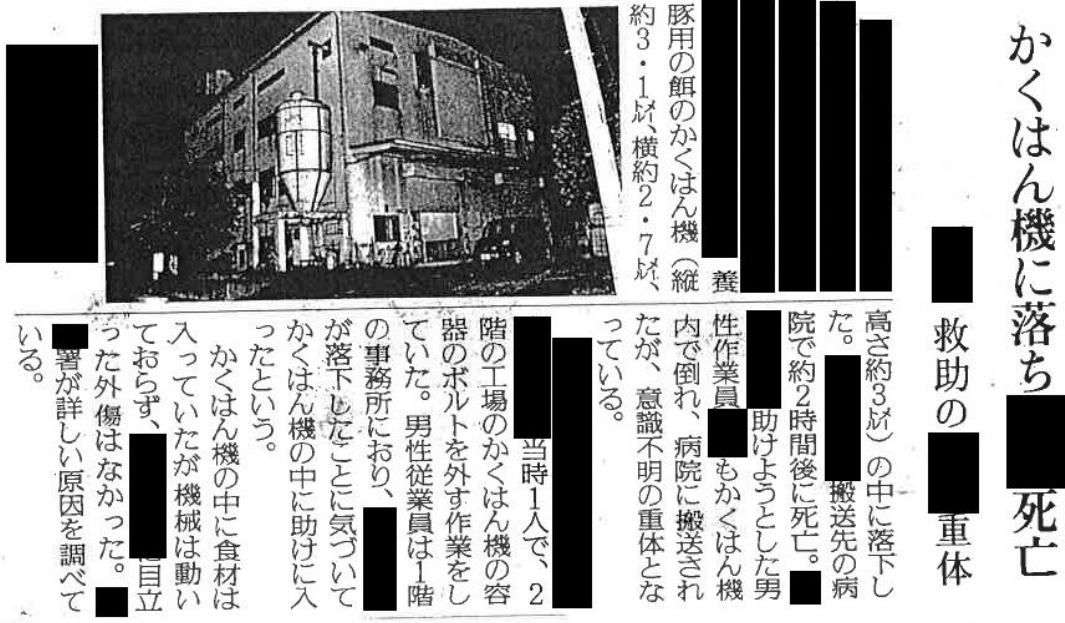 かくはん機に落ち
死亡
救助の
重体
養
豚用の餌のかくはん機（縦
約3・1㍍、横約2・7㍍、
高さ約3㍍）の中に落下し
た。
搬送先の病
院で約2時間後に死亡。
助けようとした男
性作業員
もかくはん機
内で倒れ、病院に搬送され
たが、意識不明の重体とな
っている。
当時1人で、2
階の工場のかくはん機の容
器のボルトを外す作業をし
ていた。男性従業員は1階
の事務所におり、
が落下したことに気づいて
かくはん機の中に助けに入
ったという。
かくはん機の中に食材は
入っていたが機械は動い
ておらず、
目立
った外傷はなかった。
署が詳しい原因を調べて
いる。